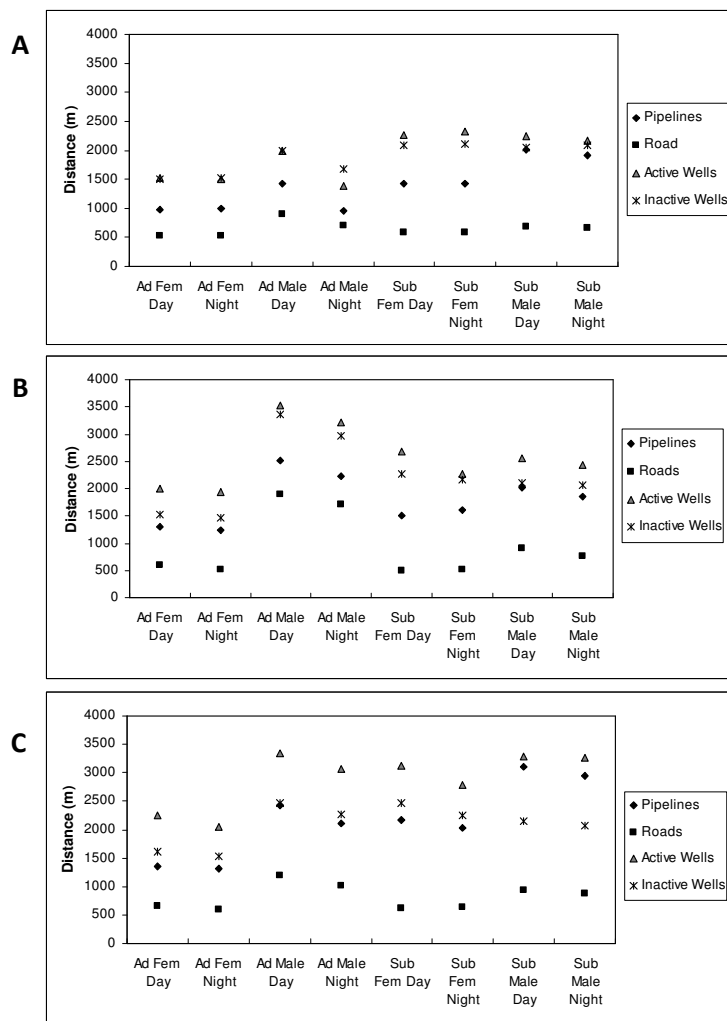 A
Distance (m)
4000
3500
3000
2500
2000
1500
1000
500
0
Ad Fem Day
Ad Fem Night
Ad Male Day
Ad Male Night
Sub Fem Day
Sub Fem Night
Sub Male Day
Sub Male Night
Pipelines
Road
Active Wells
Inactive Wells
B
Distance (m)
4000
3500
3000
2500
2000
1500
1000
500
0
Ad Fem Day
Ad Fem Night
Ad Male Day
Ad Male Night
Sub Fem Day
Sub Fem Night
Sub Male Day
Sub Male Night
Pipelines
Roads
Active Wells
Inactive Wells
C
Distance (m)
4000
3500
3000
2500
2000
1500
1000
500
0
Ad Fem Day
Ad Fem Night
Ad Male Day
Ad Male Night
Sub Fem Day
Sub Fem Night
Sub Male Day
Sub Male Night
Pipelines
Roads
Active Wells
Inactive Wells